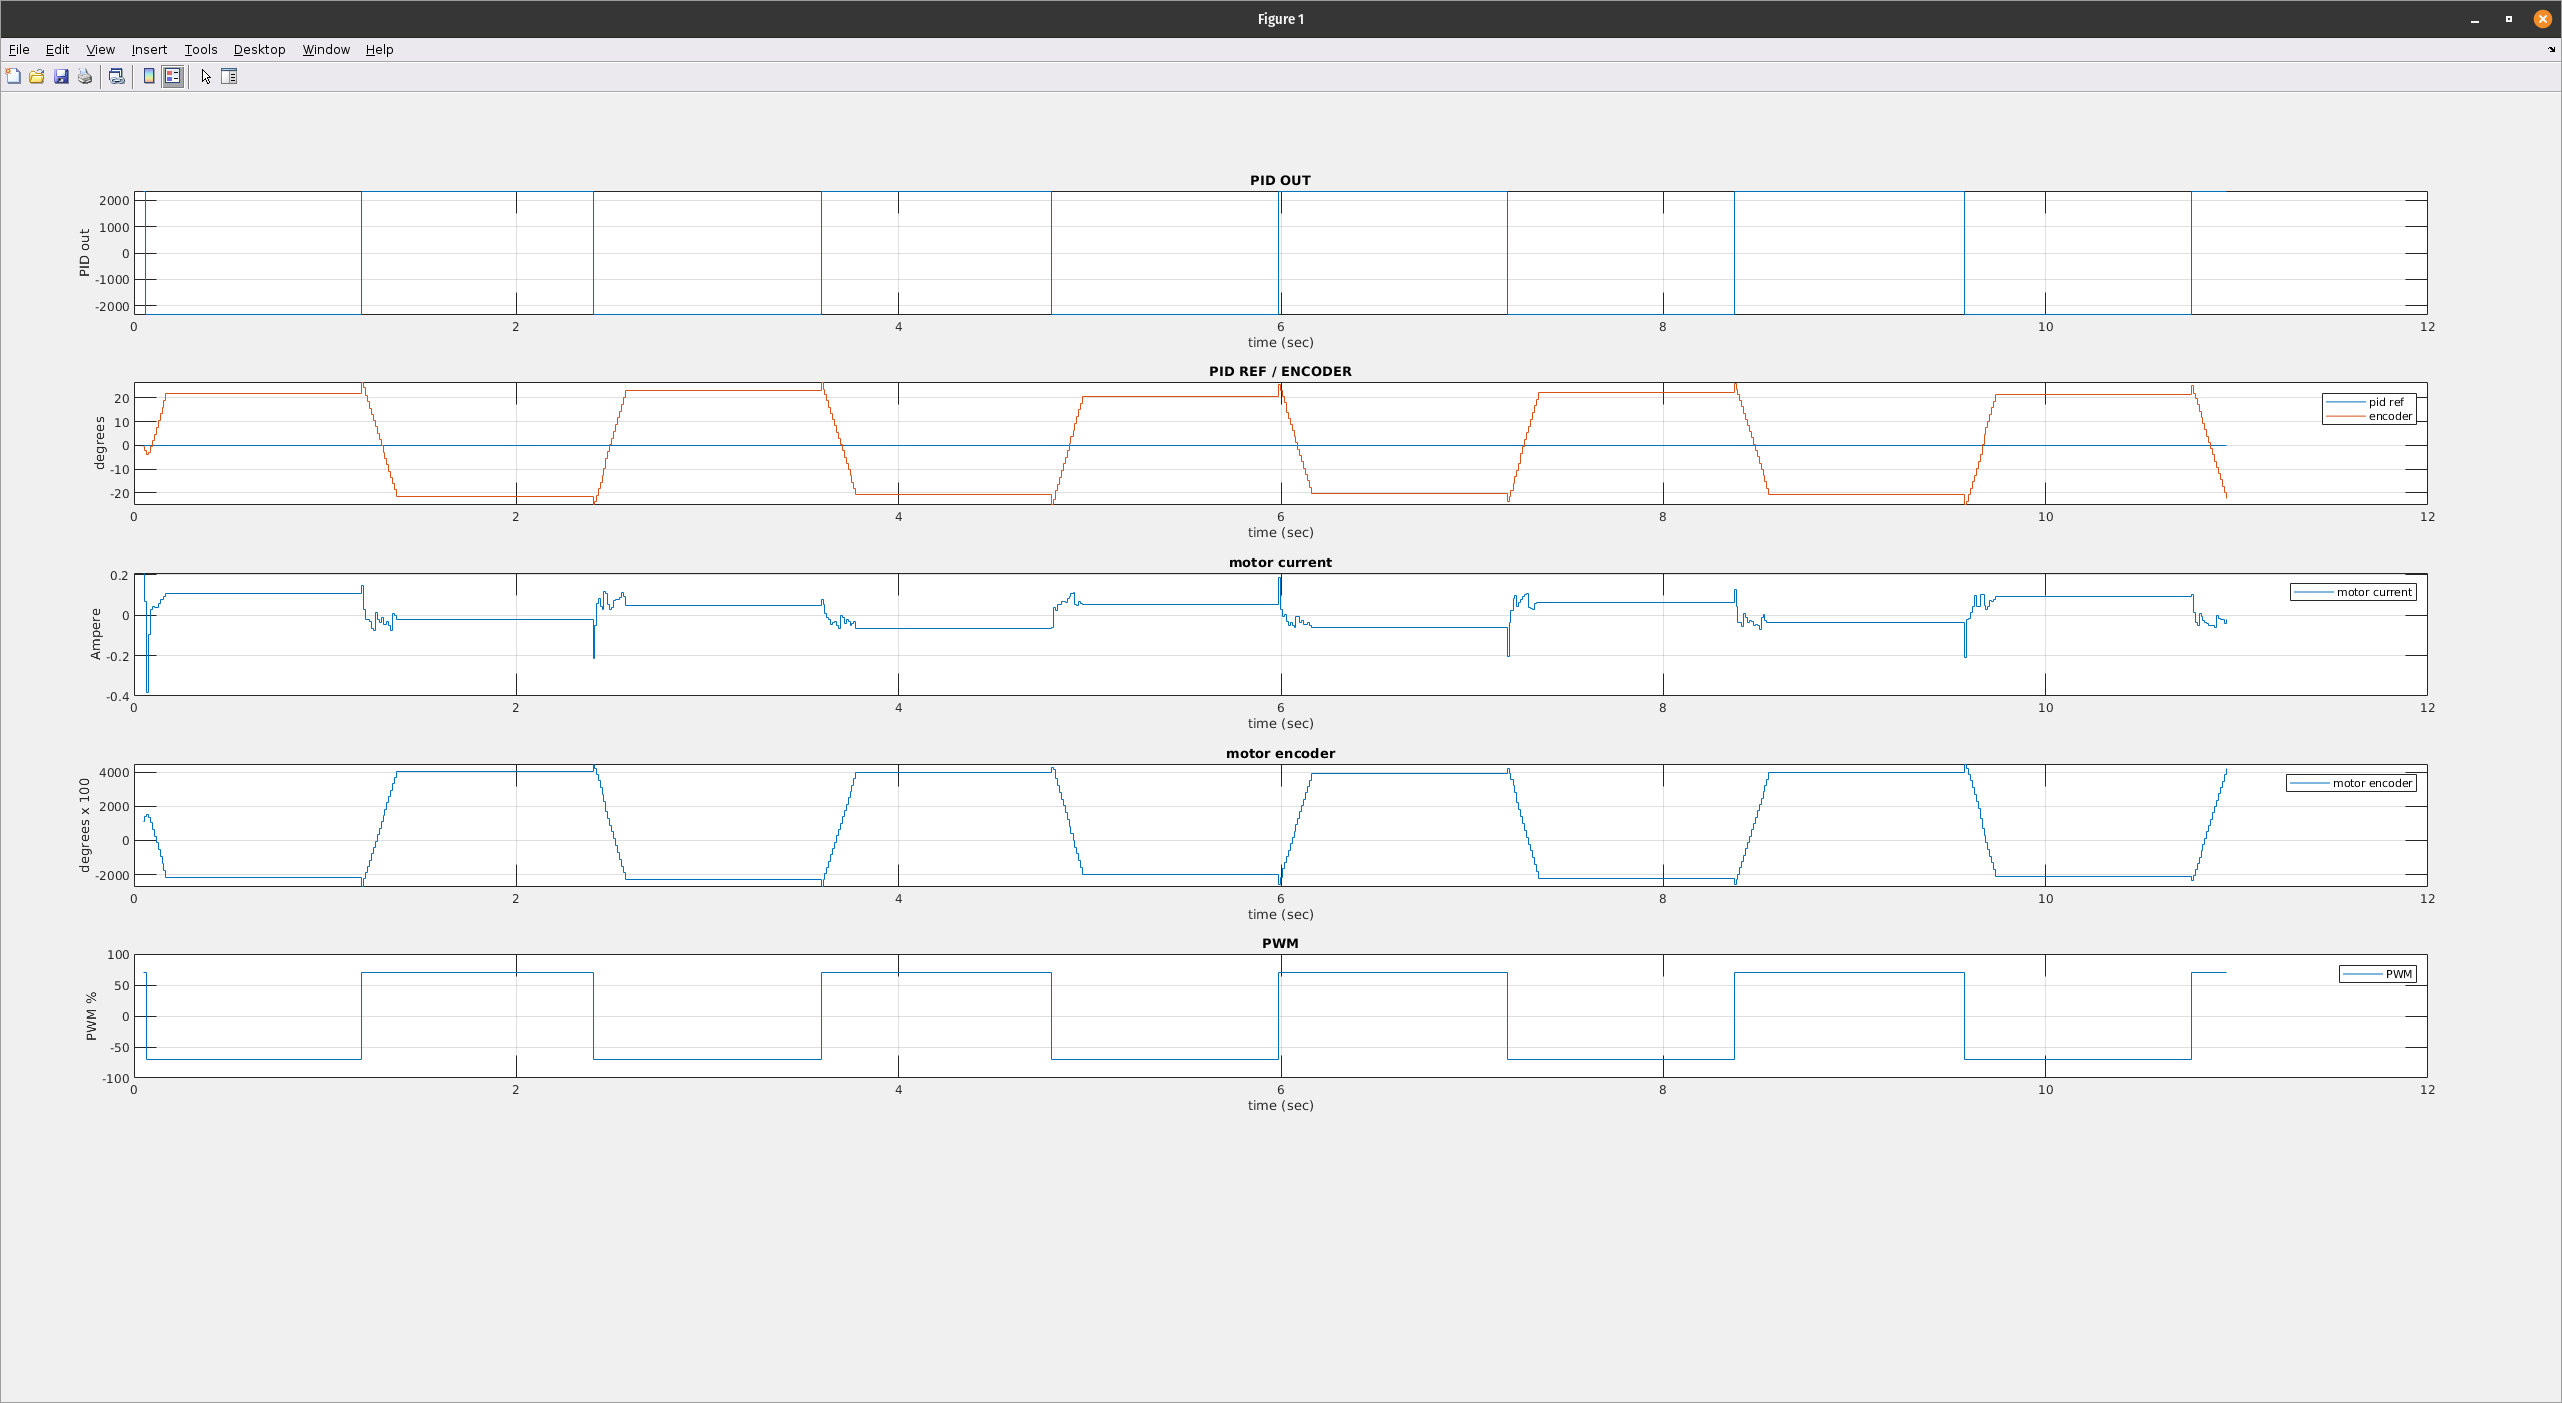 Figure 1
File Edit View Insert Tools Desktop Window Help
PID OUT
PID out
2000
1000
0
-1000
-2000
0 2 4 6 8 10 12
time (sec)
PID REF / ENCODER
degrees
20
10
0
-10
-20
pid ref
encoder
0 2 4 6 8 10 12
time (sec)
motor current
Ampere
0.2
0
-0.2
-0.4
motor current
0 2 4 6 8 10 12
time (sec)
motor encoder
degrees x 100
4000
2000
0
-2000
motor encoder
0 2 4 6 8 10 12
time (sec)
PWM
PWM %
100
50
0
-50
-100
PWM
0 2 4 6 8 10 12
time (sec)